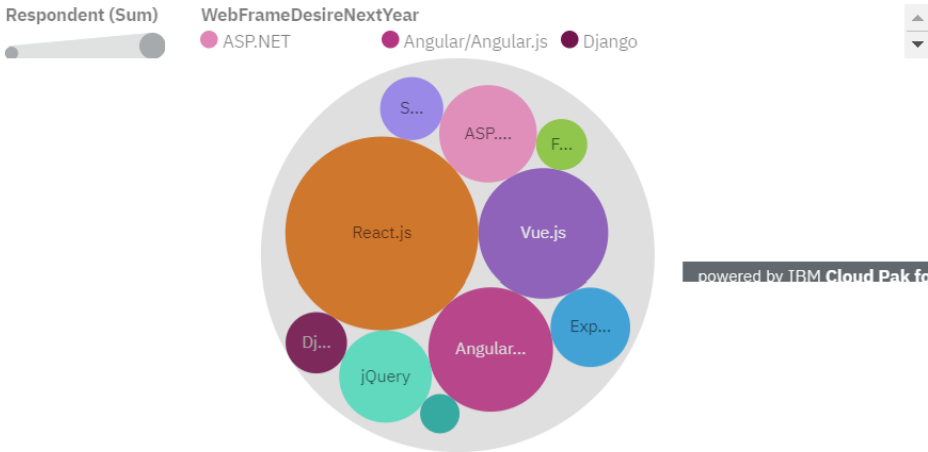 Respondent (Sum)
WebFrameDesireNextYear
ASP.NET
Angular/Angular.js
Django
S...
ASP....
F...
React.js
Vue.js
Exp...
Dj...
Angular...
jQuery
powered by IBM Cloud Pak fo